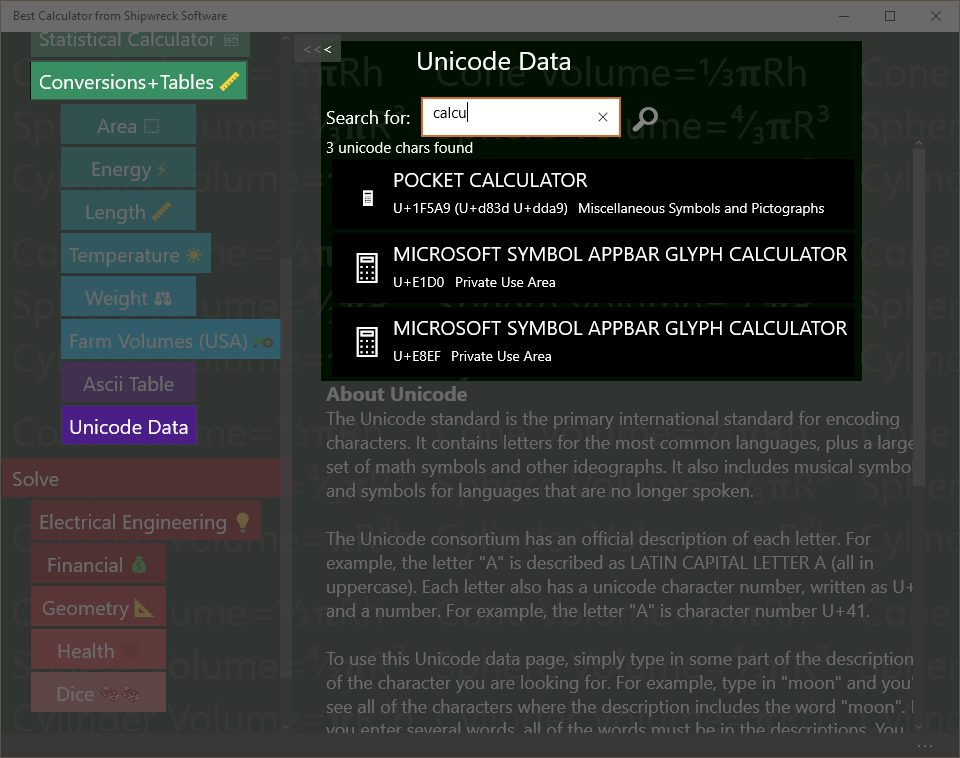 Best Calculator from Shipwreck Software
Statistical Calculator
Conversions+Tables
Area
Energy
Length
Temperature
Weight
Farm Volumes (USA)
Ascii Table
Unicode Data
Solve
Electrical Engineering
Financial
Geometry
Health
Dice
<<<
Unicode Data
Search for: calcu
3 unicode chars found
POCKET CALCULATOR
U+1F5A9 (U+d83d U+dda9) Miscellaneous Symbols and Pictographs
MICROSOFT SYMBOL APPBAR GLYPH CALCULATOR
U+E1D0 Private Use Area
MICROSOFT SYMBOL APPBAR GLYPH CALCULATOR
U+E8EF Private Use Area
About Unicode
The Unicode standard is the primary international standard for encoding
characters. It contains letters for the most common languages, plus a large
set of math symbols and other ideographs. It also includes musical symbo
and symbols for languages that are no longer spoken.
The Unicode consortium has an official description of each letter. For
example, the letter "A" is described as LATIN CAPITAL LETTER A (all in
uppercase). Each letter also has a unicode character number, written as U+
and a number. For example, the letter "A" is character number U+41.
To use this Unicode data page, simply type in some part of the description
of the character you are looking for. For example, type in "moon" and you'
see all of the characters where the description includes the word "moon".
you enter several words, all of the words must be in the descriptions. You